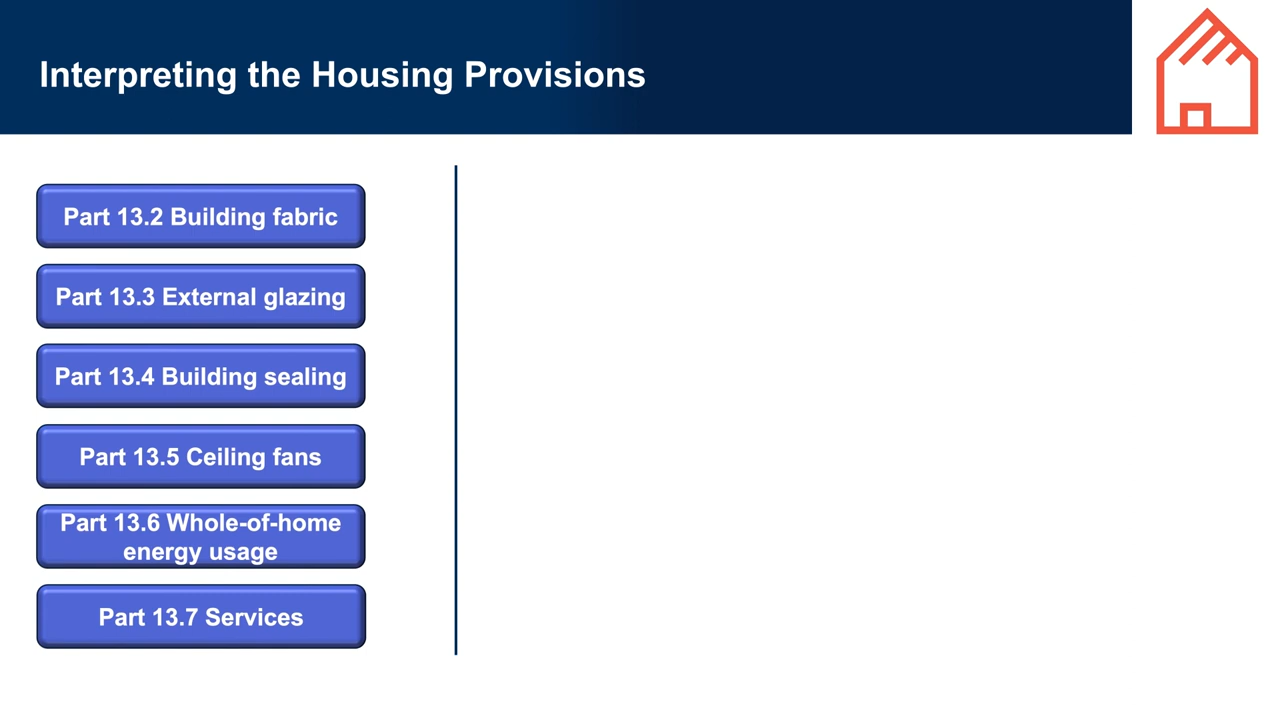 Interpreting the Housing Provisions
Part 13.2 Building fabric
Part 13.3 External glazing
Part 13.4 Building sealing
Part 13.5 Ceiling fans
Part 13.6 Whole-of-home
energy usage
Part 13.7 Services